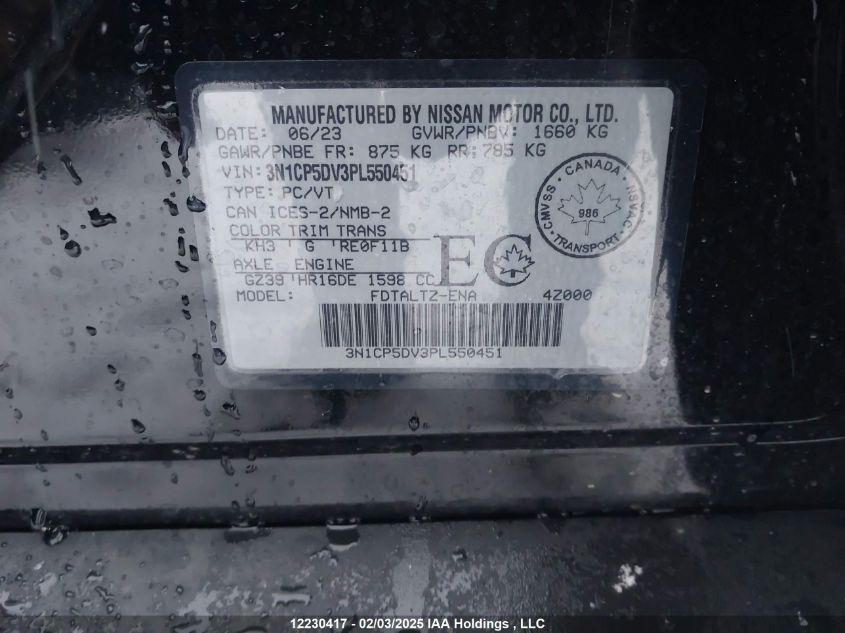 MANUFACTURED BY NISSAN MOTOR CO., LTD.
DATE: 06/23 GVWR/PNBV: 1660 KG
GAWR/PNBE FR: 875 KG RR: 785 KG
VIN: 3N1CP5DV3PL550451
TYPE: PC/VT
CAN ICES-2/NMB-2
COLOR TRIM TRANS
KH3 G RE0F11B
AXLE ENGINE
GZ39 HR16DE 1598 CC
EC
MODEL: FDTALTZ-ENA 4Z000
3N1CP5DV3PL550451
CMVSS · CANADA · NSVAC
986
TRANSPORT
12230417 - 02/03/2025 IAA Holdings, LLC